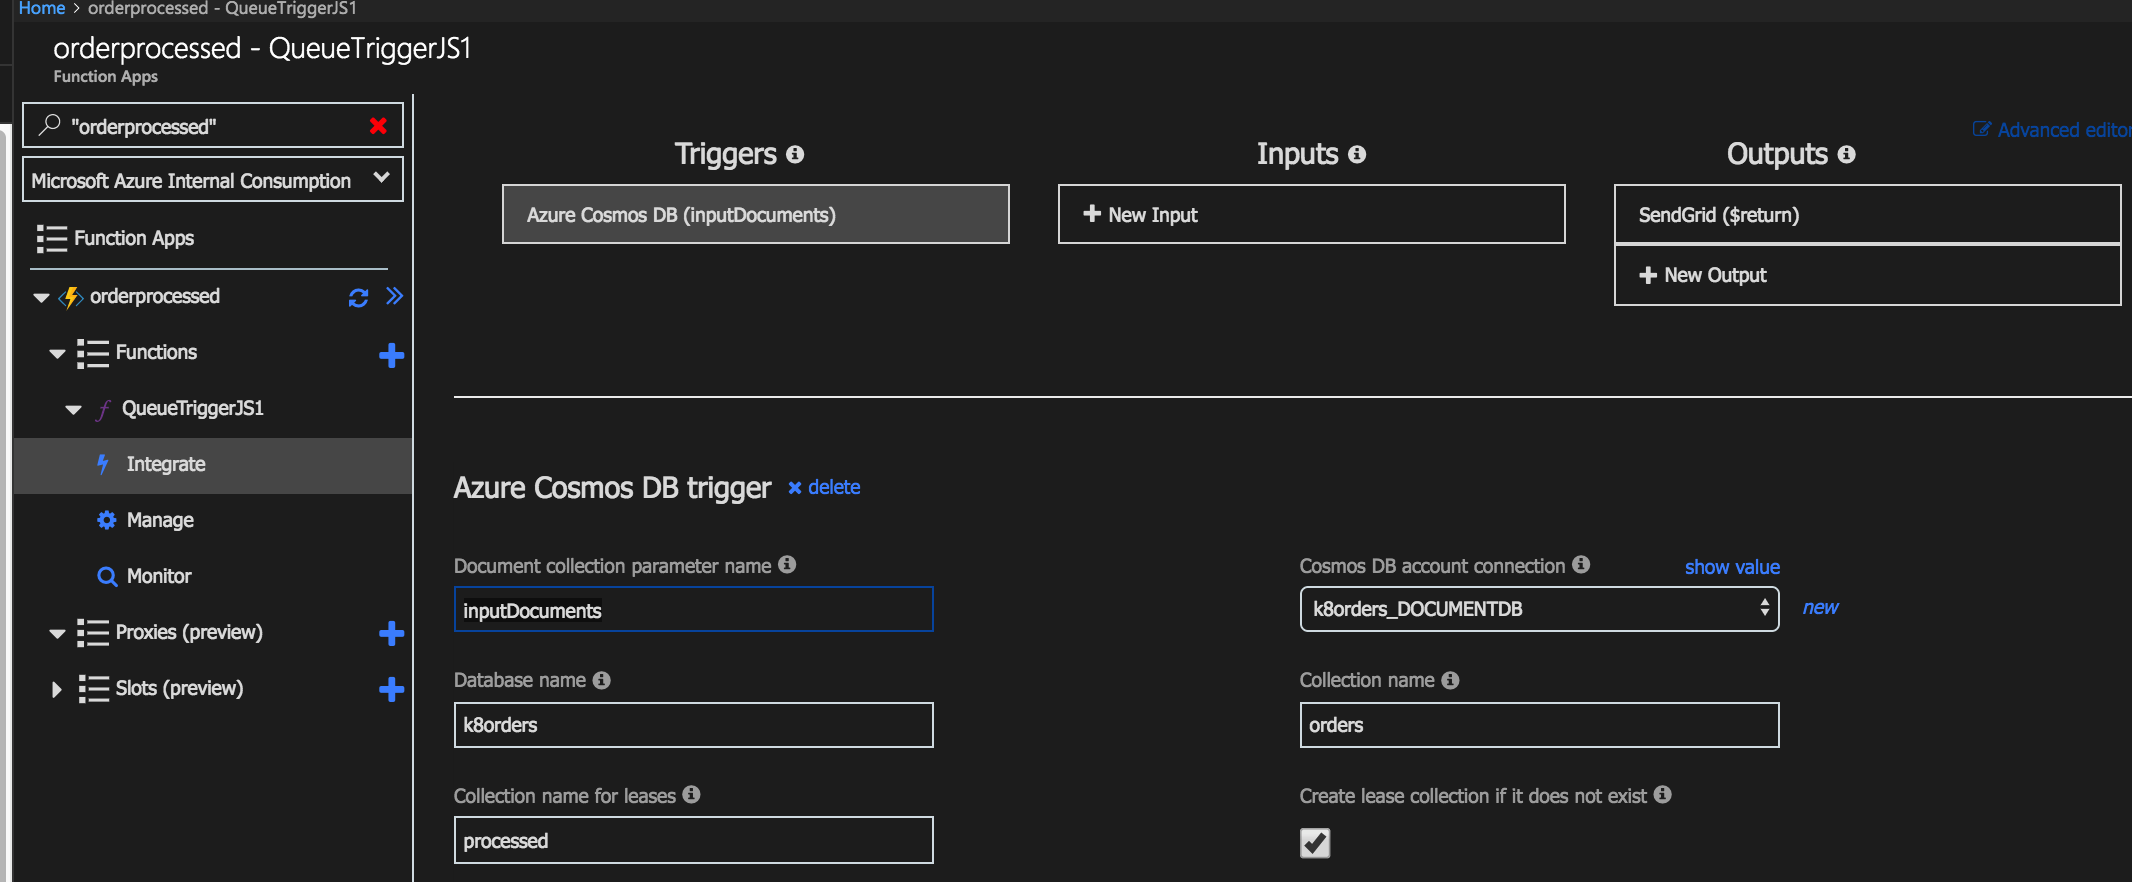 Home > orderprocessed - QueueTriggerJS1
orderprocessed - QueueTriggerJS1
Function Apps
"orderprocessed"
Microsoft Azure Internal Consumption
Function Apps
orderprocessed
Functions
QueueTriggerJS1
Integrate
Manage
Monitor
Proxies (preview)
Slots (preview)
Advanced editor
Triggers
Inputs
Outputs
Azure Cosmos DB (inputDocuments)
New Input
SendGrid ($return)
New Output
Azure Cosmos DB trigger
delete
Document collection parameter name
inputDocuments
Cosmos DB account connection
show value
k8orders_DOCUMENTDB
new
Database name
k8orders
Collection name
orders
Collection name for leases
processed
Create lease collection if it does not exist